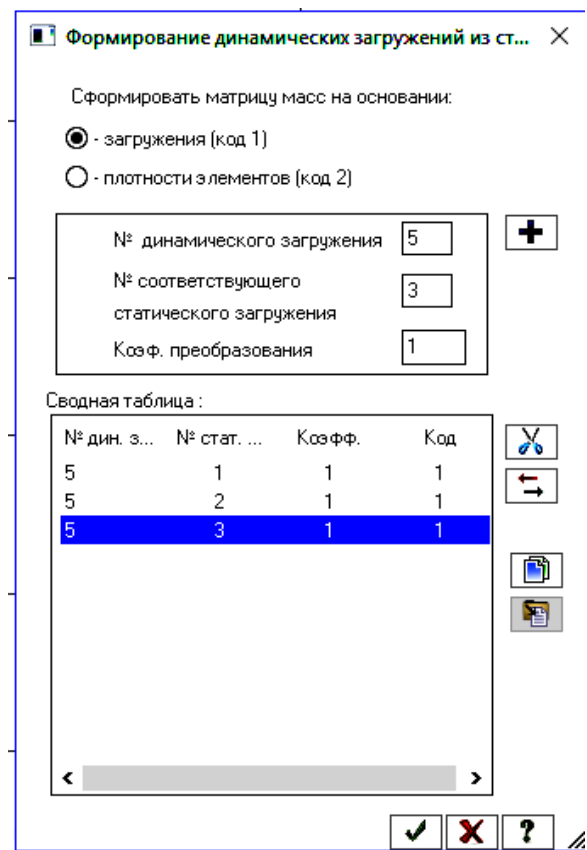 Формирование динамических загружений из ст...
Сформировать матрицу масс на основании:
- загружения (код 1)
- плотности элементов (код 2)
№ динамического загружения 5
№ соответствующего
статического загружения 3
Коэф. преобразования 1
Сводная таблица :
№ дин. з... № стат. ... Коэфф. Код
5 1 1 1
5 2 1 1
5 3 1 1